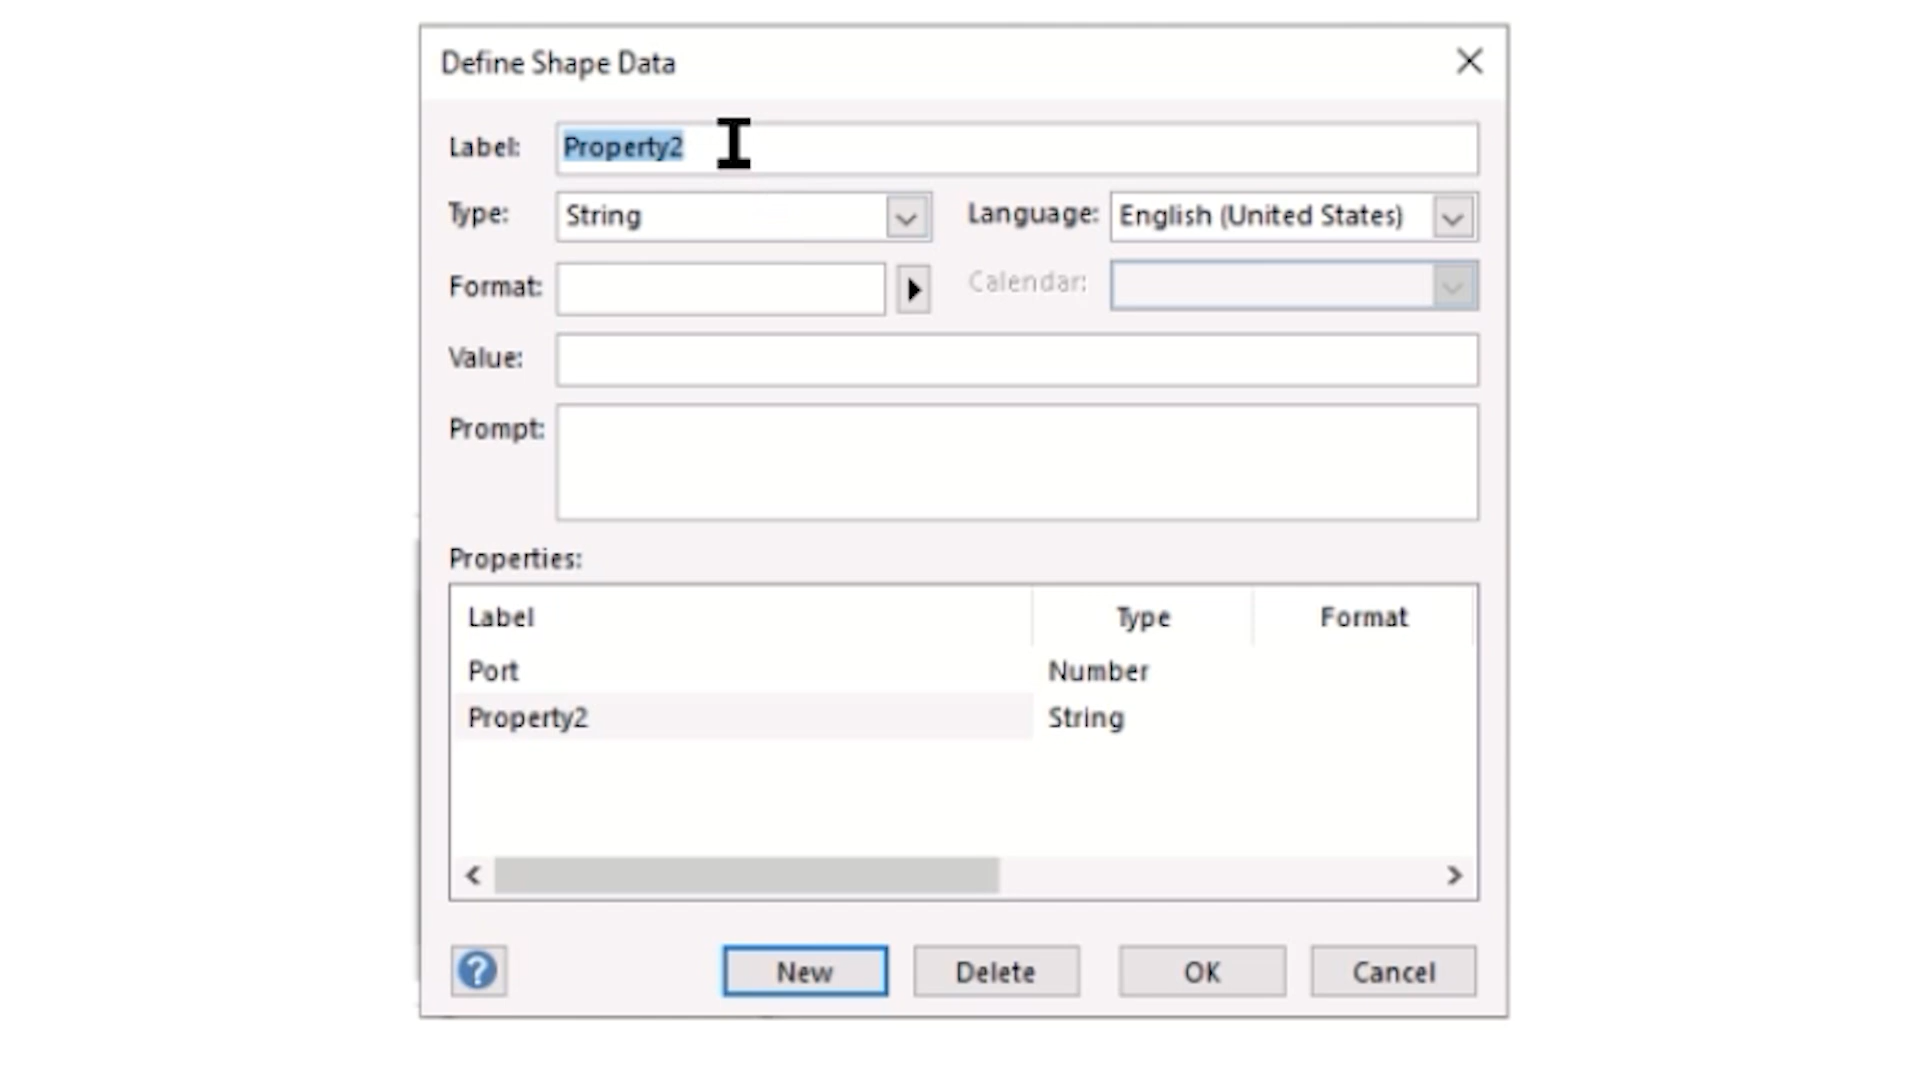 Define Shape Data
Label: Property2
Type: String Language: English (United States)
Format: Calendar:
Value:
Prompt:
Properties:
Label Type Format
Port Number
Property2 String
? New Delete OK Cancel